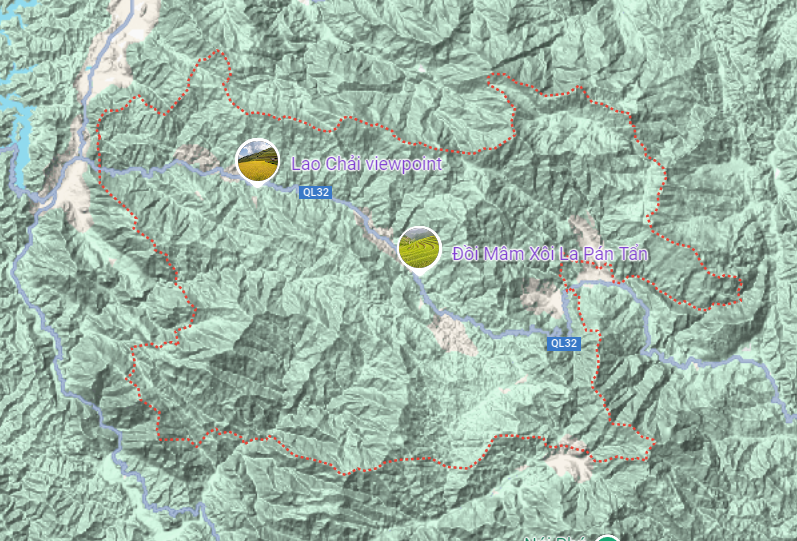 Lao Chải viewpoint
QL32
Đồi Mâm Xôi La Pán Tẩn
QL32